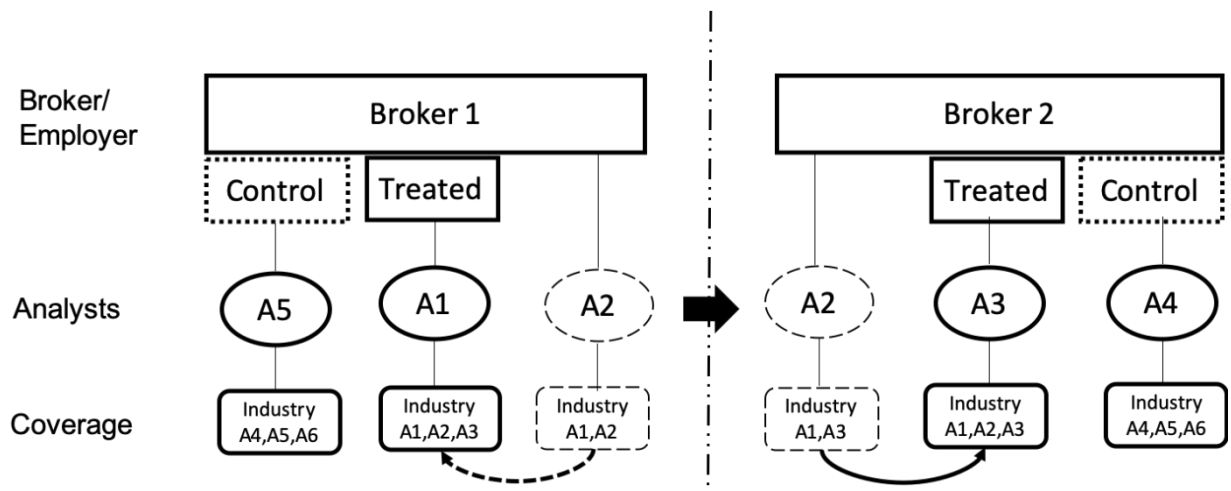 Broker/
Employer
Broker 1
Broker 2
Control
Treated
Treated
Control
Analysts
A5
A1
A2
A2
A3
A4
Coverage
Industry
A4,A5,A6
Industry
A1,A2,A3
Industry
A1,A2
Industry
A1,A3
Industry
A1,A2,A3
Industry
A4,A5,A6